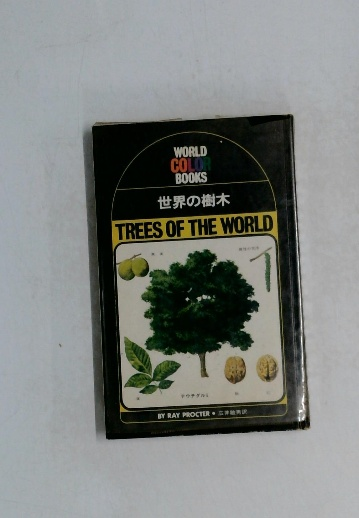 WORLD
COLOR
BOOKS
世界の樹木
TREES OF THE WORLD
BY RAY PROCTER •